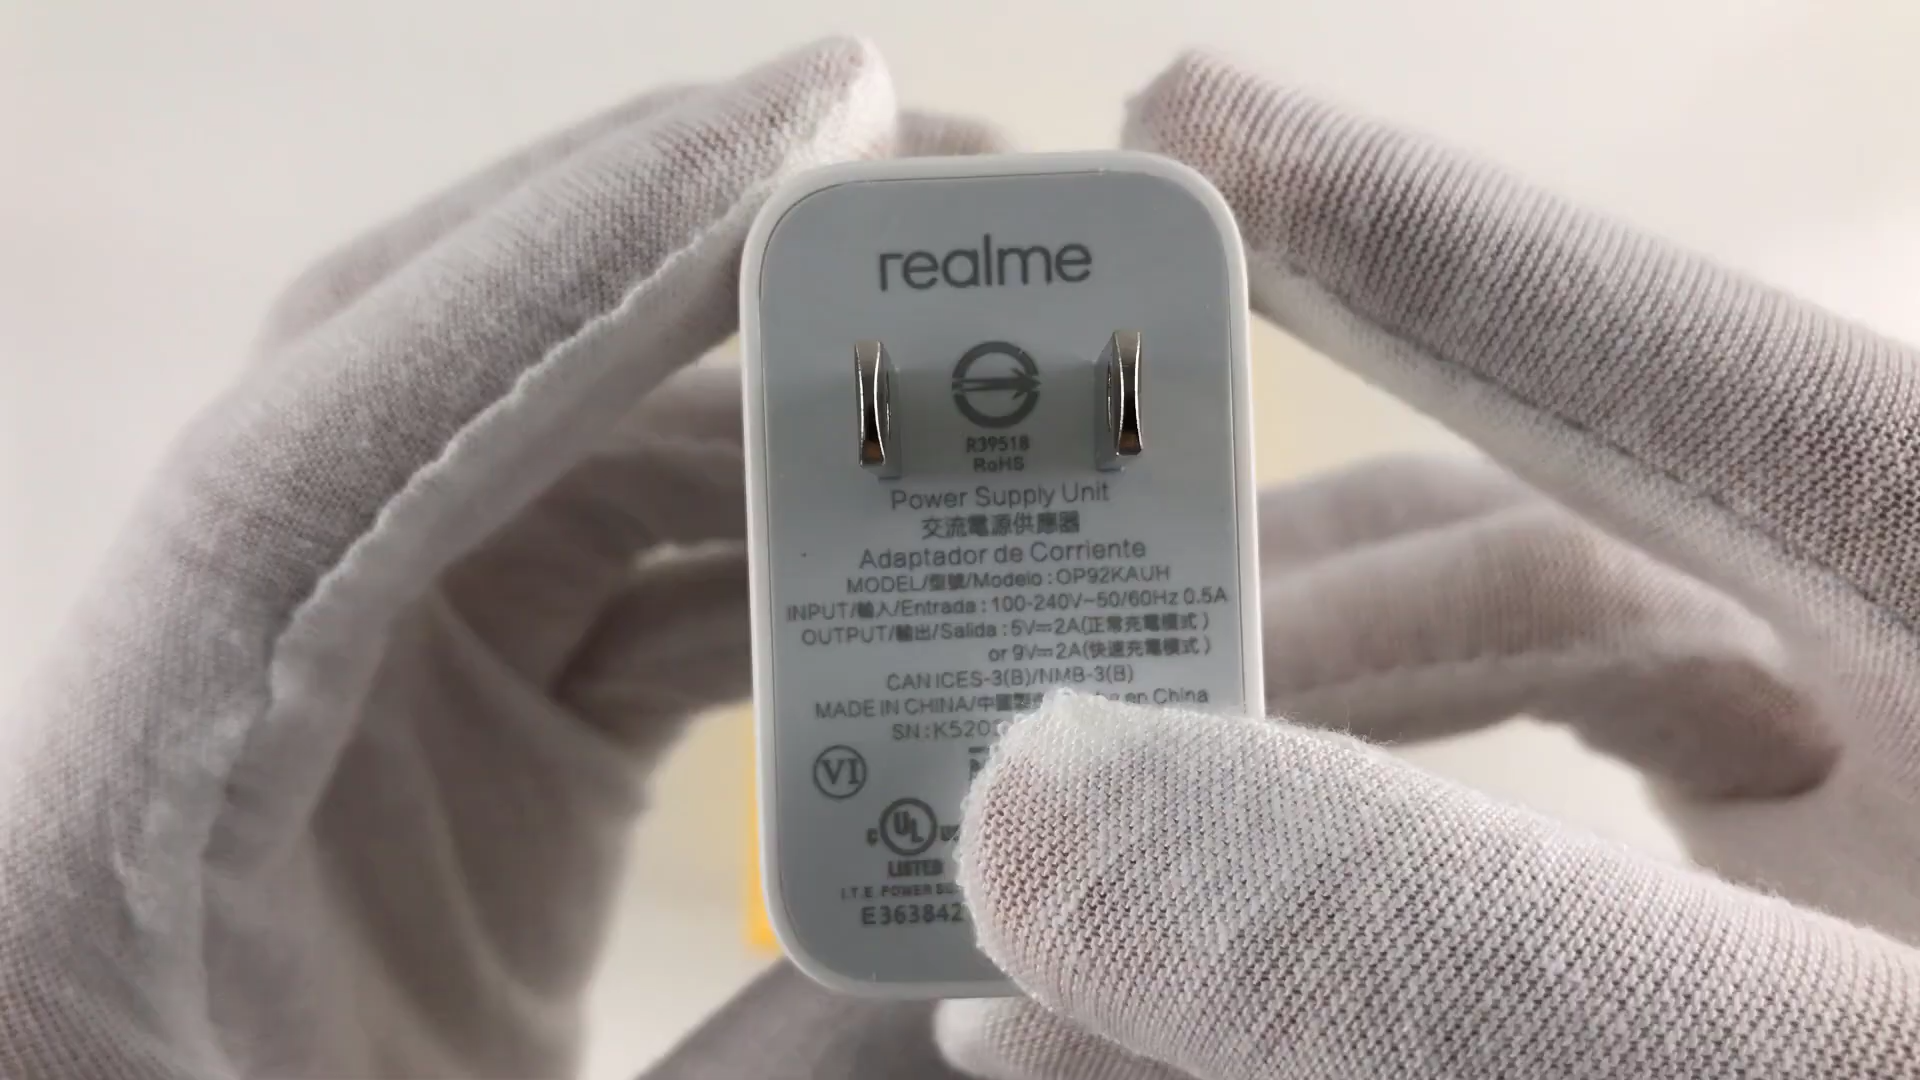 realme
R39518
RoHS
Power Supply Unit
交流電源供應器
Adaptador de Corriente
MODEL/型號/Modelo : OP92KAUH
INPUT/輸入/Entrada : 100-240V~50/60Hz 0.5A
OUTPUT/輸出/Salida : 5V⎓2A(正常充電模式)
or 9V⎓2A(快速充電模式)
CAN ICES-3(B)/NMB-3(B)
MADE IN CHINA/中國製 en China
SN:K520
VI
c UL
LISTED
I.T.E. POWER
E363842